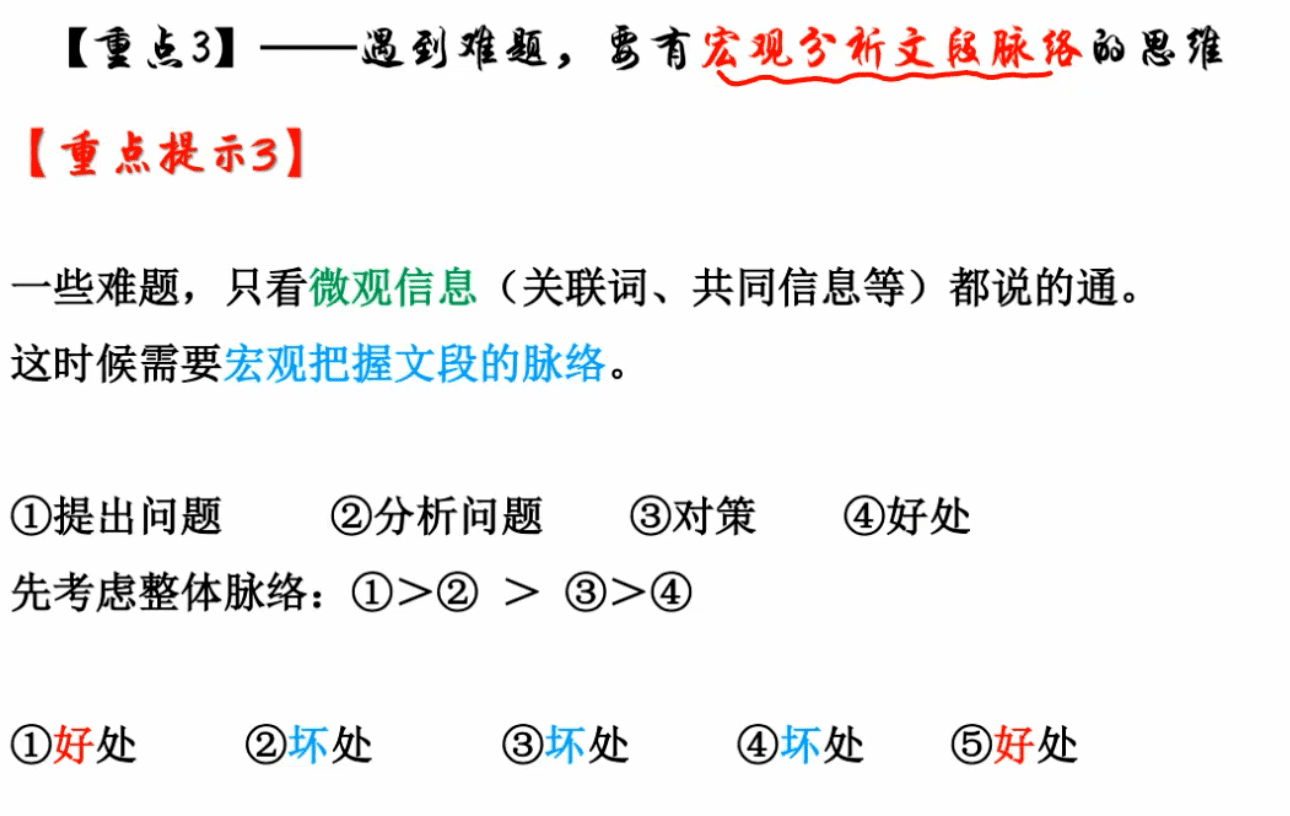 【重点3】——遇到难题，要有宏观分析文段脉络的思维
【重点提示3】
一些难题，只看微观信息（关联词、共同信息等）都说的通。
这时候需要宏观把握文段的脉络。
①提出问题 ②分析问题 ③对策 ④好处
先考虑整体脉络：①＞② ＞ ③＞④
①好处 ②坏处 ③坏处 ④坏处 ⑤好处